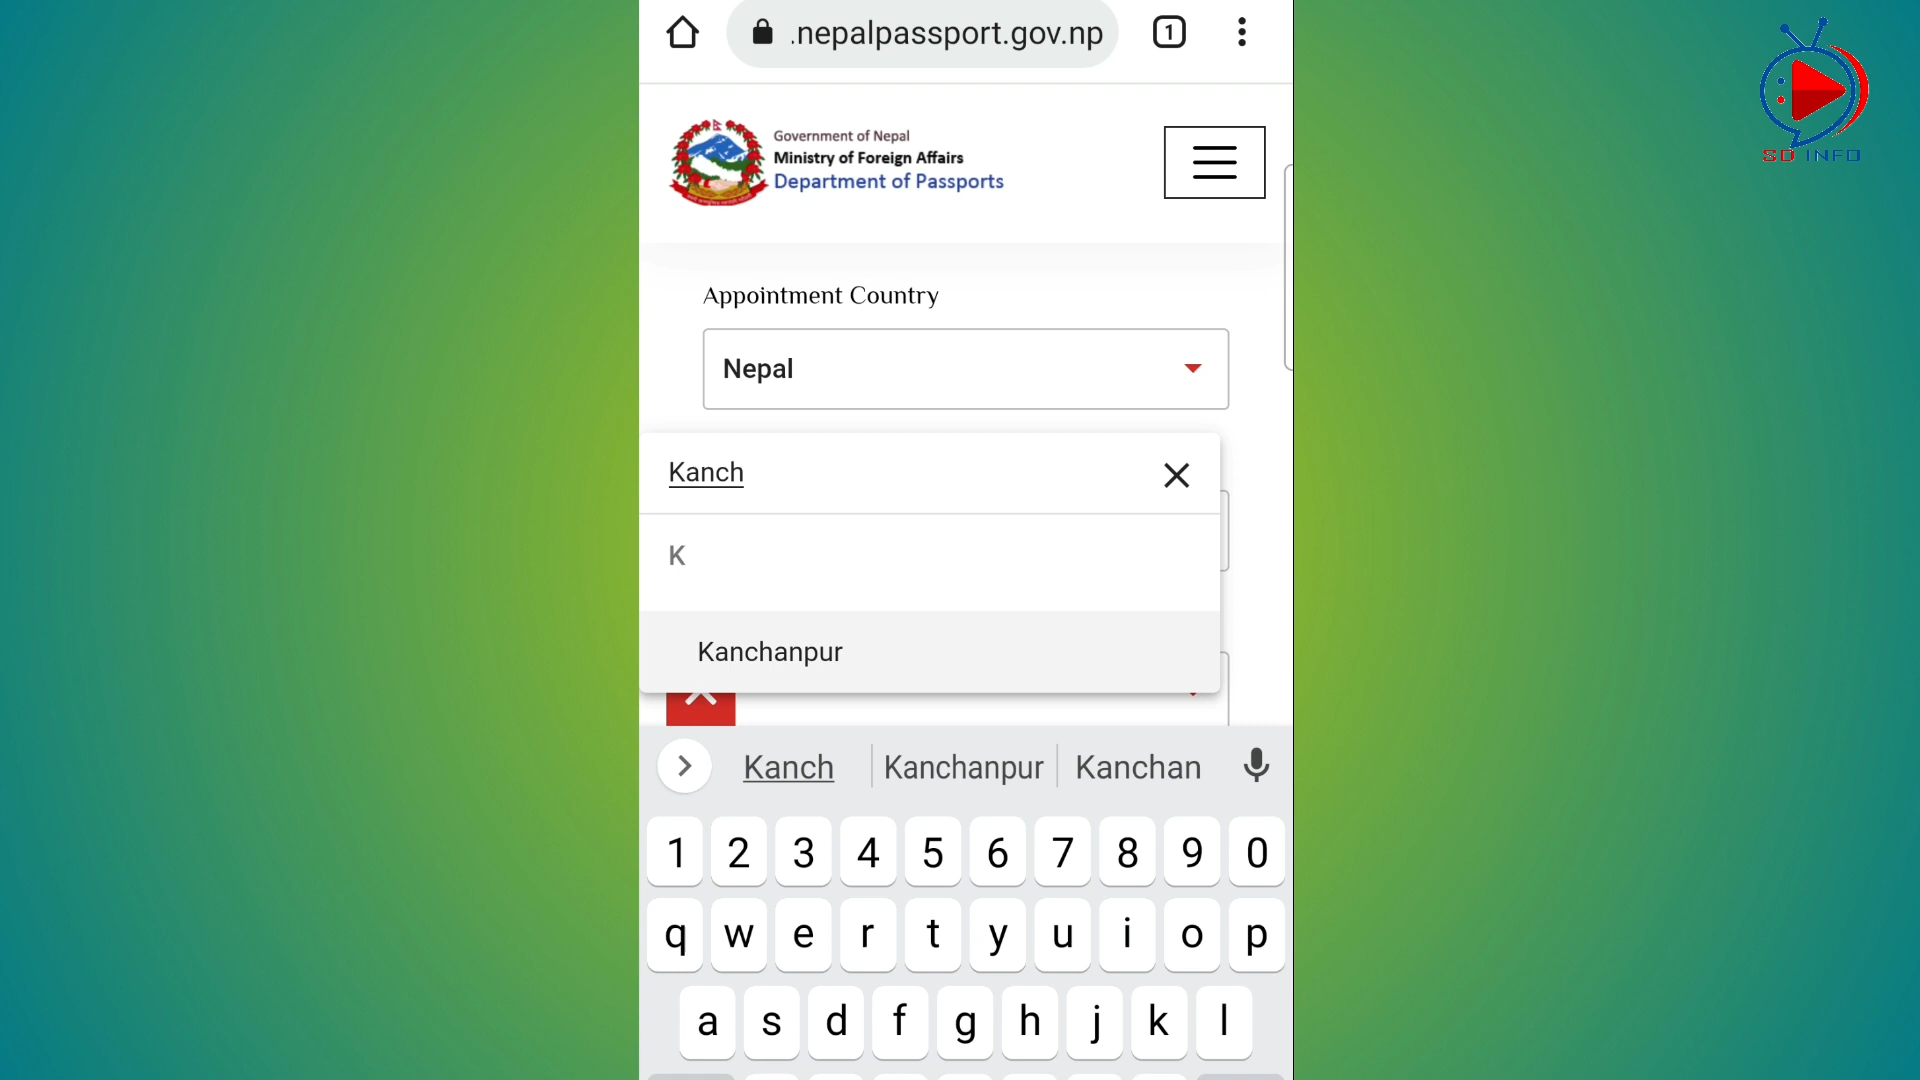 .nepalpassport.gov.np
1
Government of Nepal
Ministry of Foreign Affairs
Department of Passports
SD INFO
Appointment Country
Nepal
Kanch
K
Kanchanpur
Kanch Kanchanpur Kanchan
1 2 3 4 5 6 7 8 9 0
q w e r t y u i o p
a s d f g h j k l